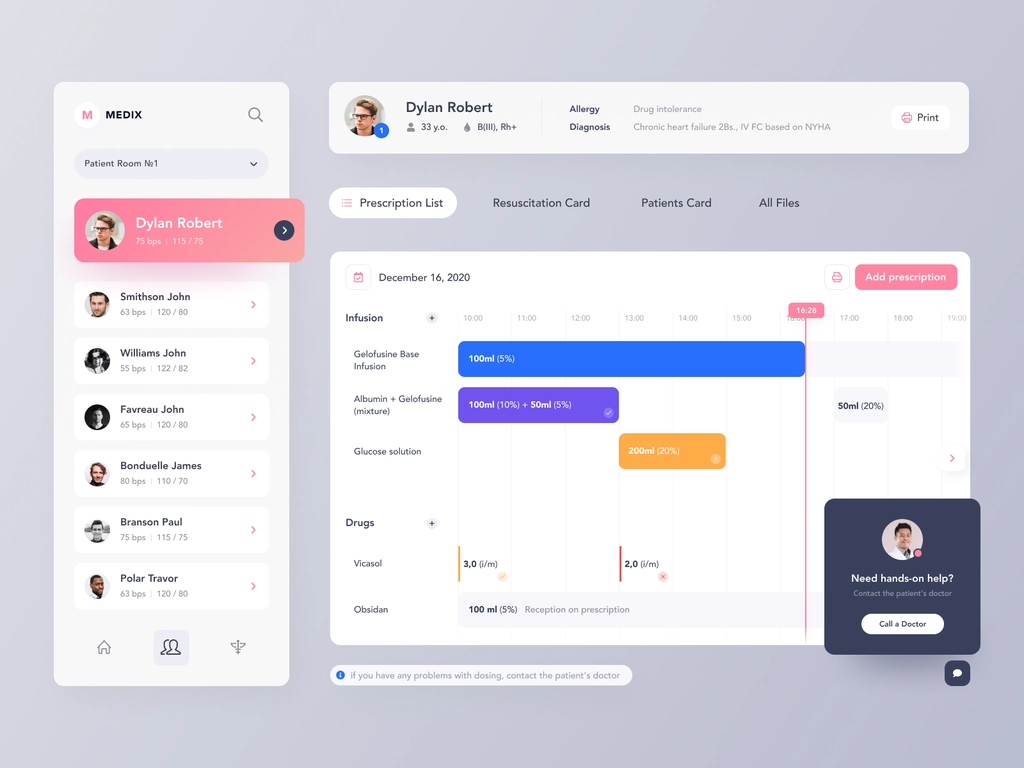 M MEDIX
Patient Room №1
Dylan Robert
75 bps | 115 / 75
Smithson John
63 bps | 120 / 80
Williams John
55 bps | 122 / 82
Favreau John
65 bps | 120 / 80
Bonduelle James
80 bps | 110 / 70
Branson Paul
75 bps | 115 / 75
Polar Travor
63 bps | 120 / 80
Dylan Robert
1
33 y.o. B(III), Rh+
Allergy Drug intolerance
Diagnosis Chronic heart failure 2Bs., IV FC based on NYHA
Print
Prescription List Resuscitation Card Patients Card All Files
December 16, 2020
Add prescription
16:28
Infusion + 10:00 11:00 12:00 13:00 14:00 15:00 16:00 17:00 18:00 19:00
Gelofusine Base
Infusion
100ml (5%)
Albumin + Gelofusine
(mixture)
100ml (10%) + 50ml (5%)
50ml (20%)
Glucose solution
200ml (20%)
Drugs +
Vicasol
3,0 (i/m)
2,0 (i/m)
Obsidan
100 ml (5%) Reception on prescription
Need hands-on help?
Contact the patient's doctor
Call a Doctor
i if you have any problems with dosing, contact the patient's doctor